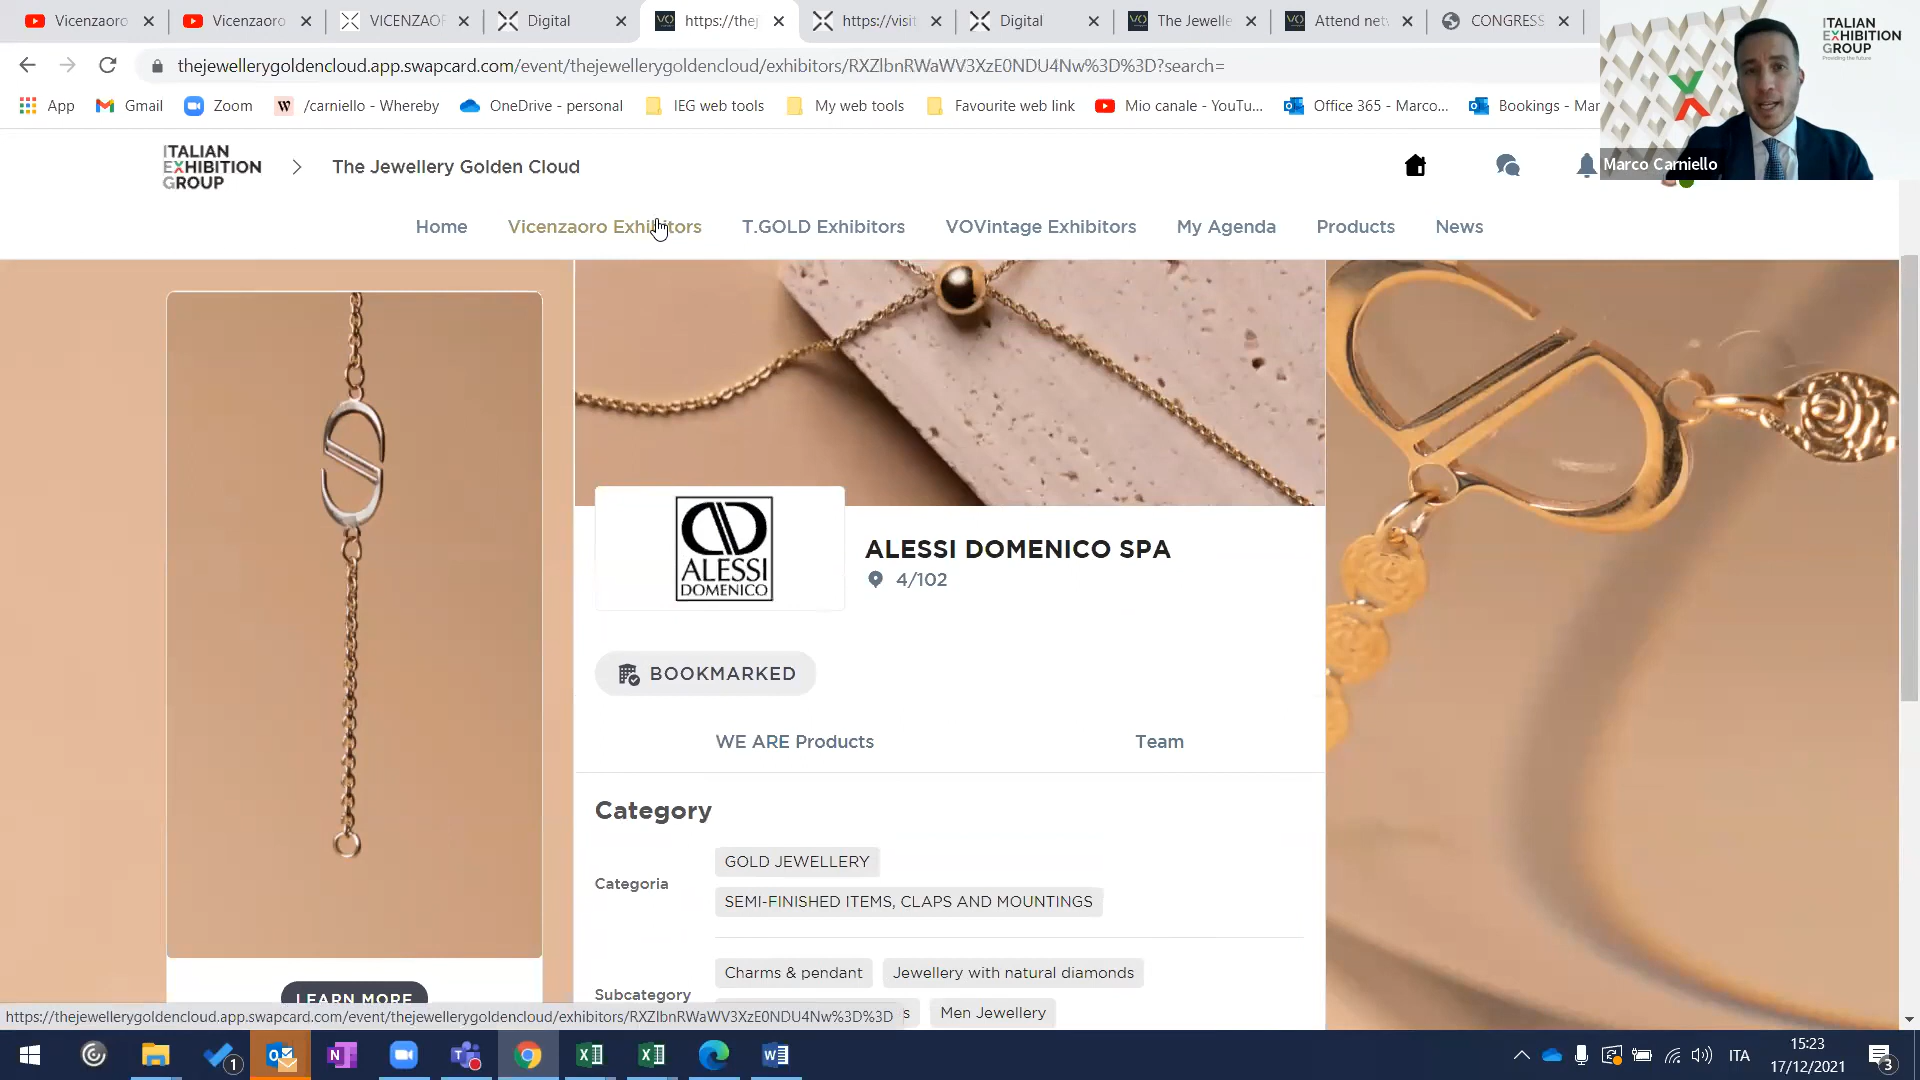 Vicenzaoro
Vicenzaoro
VICENZAOF
Digital
https://thej
https://visit
Digital
The Jewelle
Attend net
CONGRESS
thejewellerygoldencloud.app.swapcard.com/event/thejewellerygoldencloud/exhibitors/RXZlbnRWaWV3XzE0NDU4Nw%3D%3D?search=
App
Gmail
Zoom
/carniello - Whereby
OneDrive - personal
IEG web tools
My web tools
Favourite web link
Mio canale - YouTu...
Office 365 - Marco...
Bookings - Mar
ITALIAN
EXHIBITION
GROUP
Providing the future
Marco Carniello
ITALIAN
EXHIBITION
GROUP
The Jewellery Golden Cloud
Home
Vicenzaoro Exhibitors
T.GOLD Exhibitors
VOVintage Exhibitors
My Agenda
Products
News
ALESSI
DOMENICO
ALESSI DOMENICO SPA
4/102
BOOKMARKED
WE ARE Products
Team
Category
Categoria
GOLD JEWELLERY
SEMI-FINISHED ITEMS, CLAPS AND MOUNTINGS
Subcategory
Charms & pendant
Jewellery with natural diamonds
s
Men Jewellery
LEARN MORE
https://thejewellerygoldencloud.app.swapcard.com/event/thejewellerygoldencloud/exhibitors/RXZlbnRWaWV3XzE0NDU4Nw%3D%3D
1
ITA
15:23
17/12/2021
3